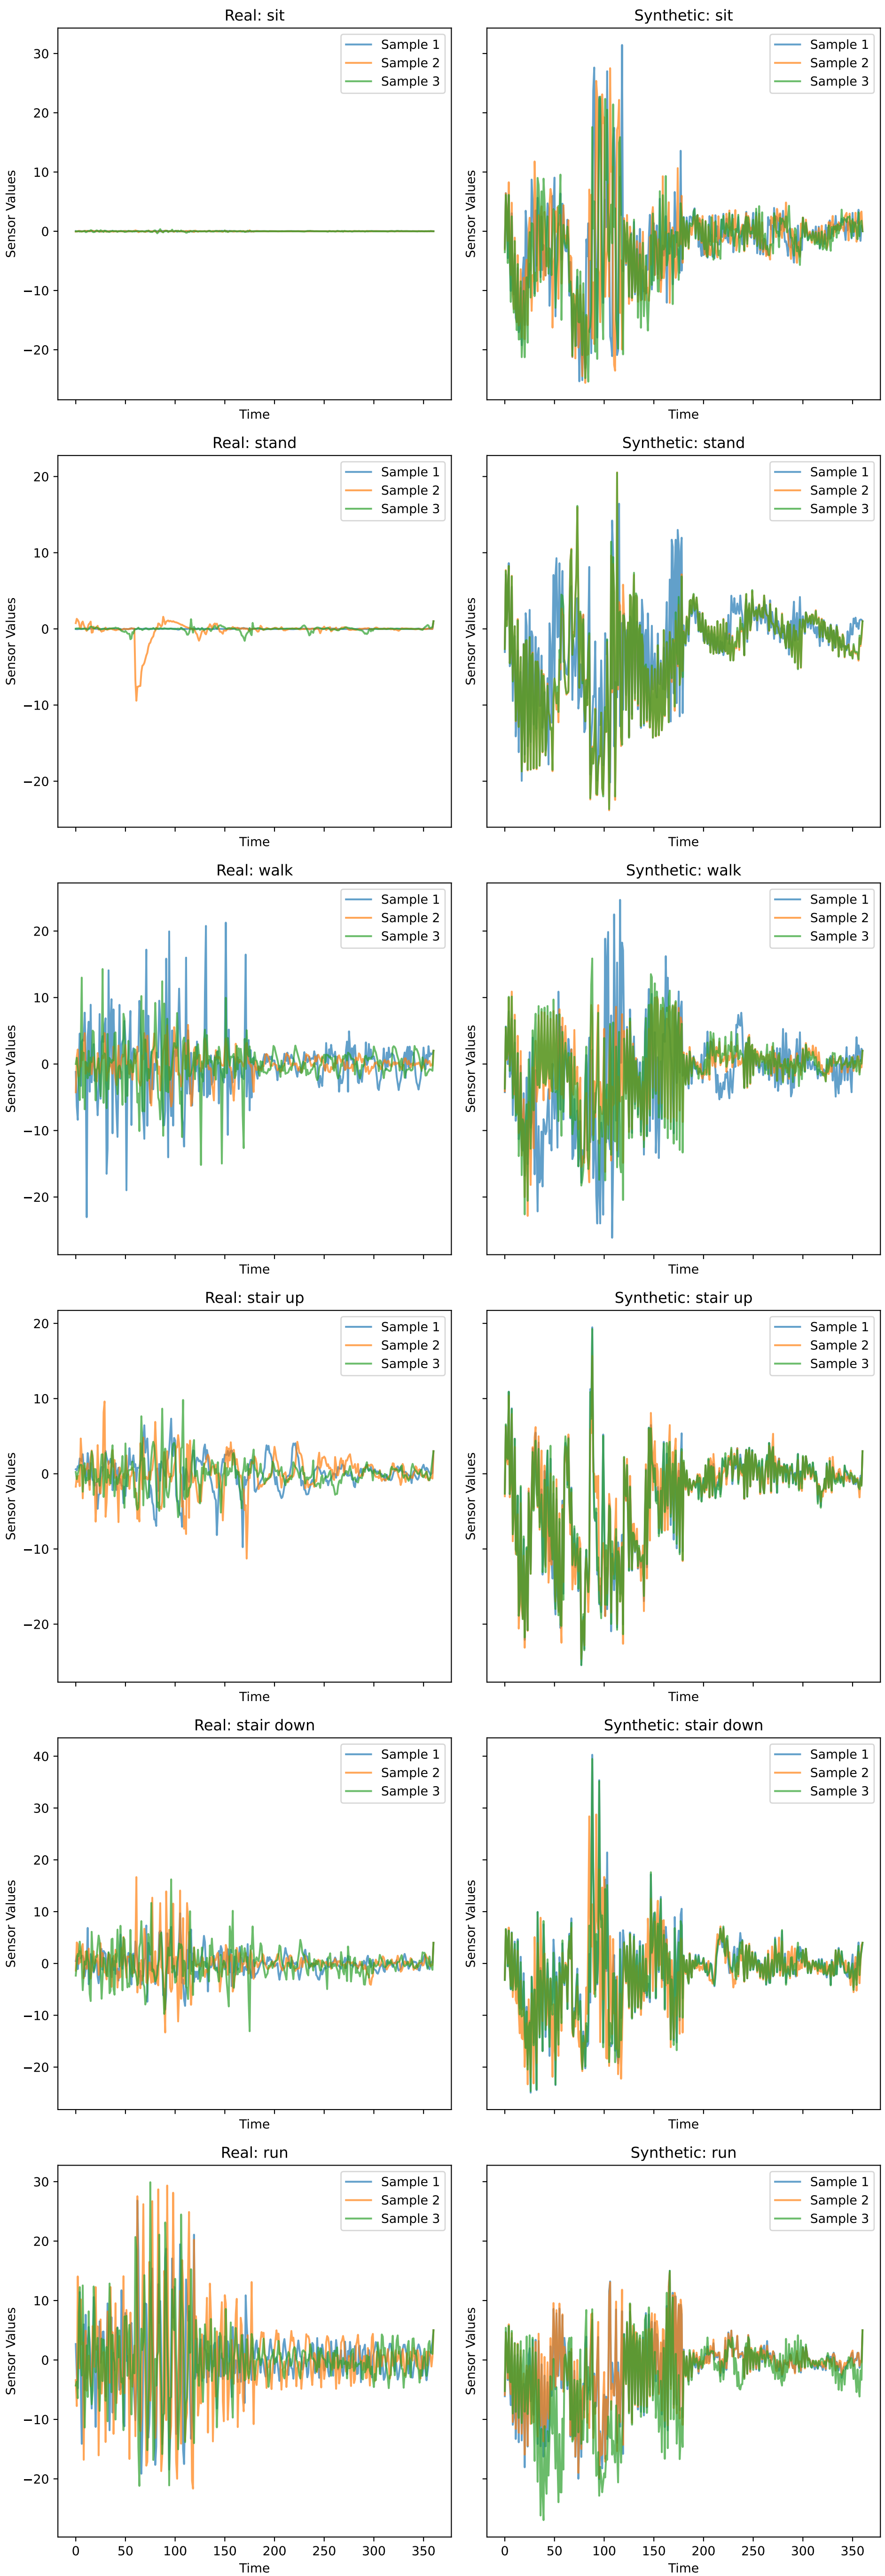 Real: sit
Sensor Values
30
20
10
0
−10
−20
Sample 1
Sample 2
Sample 3
Time
Synthetic: sit
Sensor Values
Sample 1
Sample 2
Sample 3
Time
Real: stand
Sensor Values
20
10
0
−10
−20
Sample 1
Sample 2
Sample 3
Time
Synthetic: stand
Sensor Values
Sample 1
Sample 2
Sample 3
Time
Real: walk
Sensor Values
20
10
0
−10
−20
Sample 1
Sample 2
Sample 3
Time
Synthetic: walk
Sensor Values
Sample 1
Sample 2
Sample 3
Time
Real: stair up
Sensor Values
20
10
0
−10
−20
Sample 1
Sample 2
Sample 3
Time
Synthetic: stair up
Sensor Values
Sample 1
Sample 2
Sample 3
Time
Real: stair down
Sensor Values
40
30
20
10
0
−10
−20
Sample 1
Sample 2
Sample 3
Time
Synthetic: stair down
Sensor Values
Sample 1
Sample 2
Sample 3
Time
Real: run
Sensor Values
30
20
10
0
−10
−20
Sample 1
Sample 2
Sample 3
0 50 100 150 200 250 300 350
Time
Synthetic: run
Sensor Values
Sample 1
Sample 2
Sample 3
0 50 100 150 200 250 300 350
Time